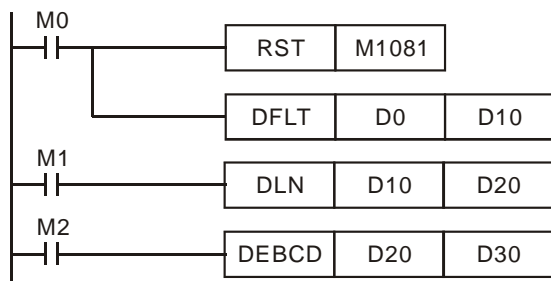 M0
RST M1081
DFLT D0 D10
M1
DLN D10 D20
M2
DEBCD D20 D30